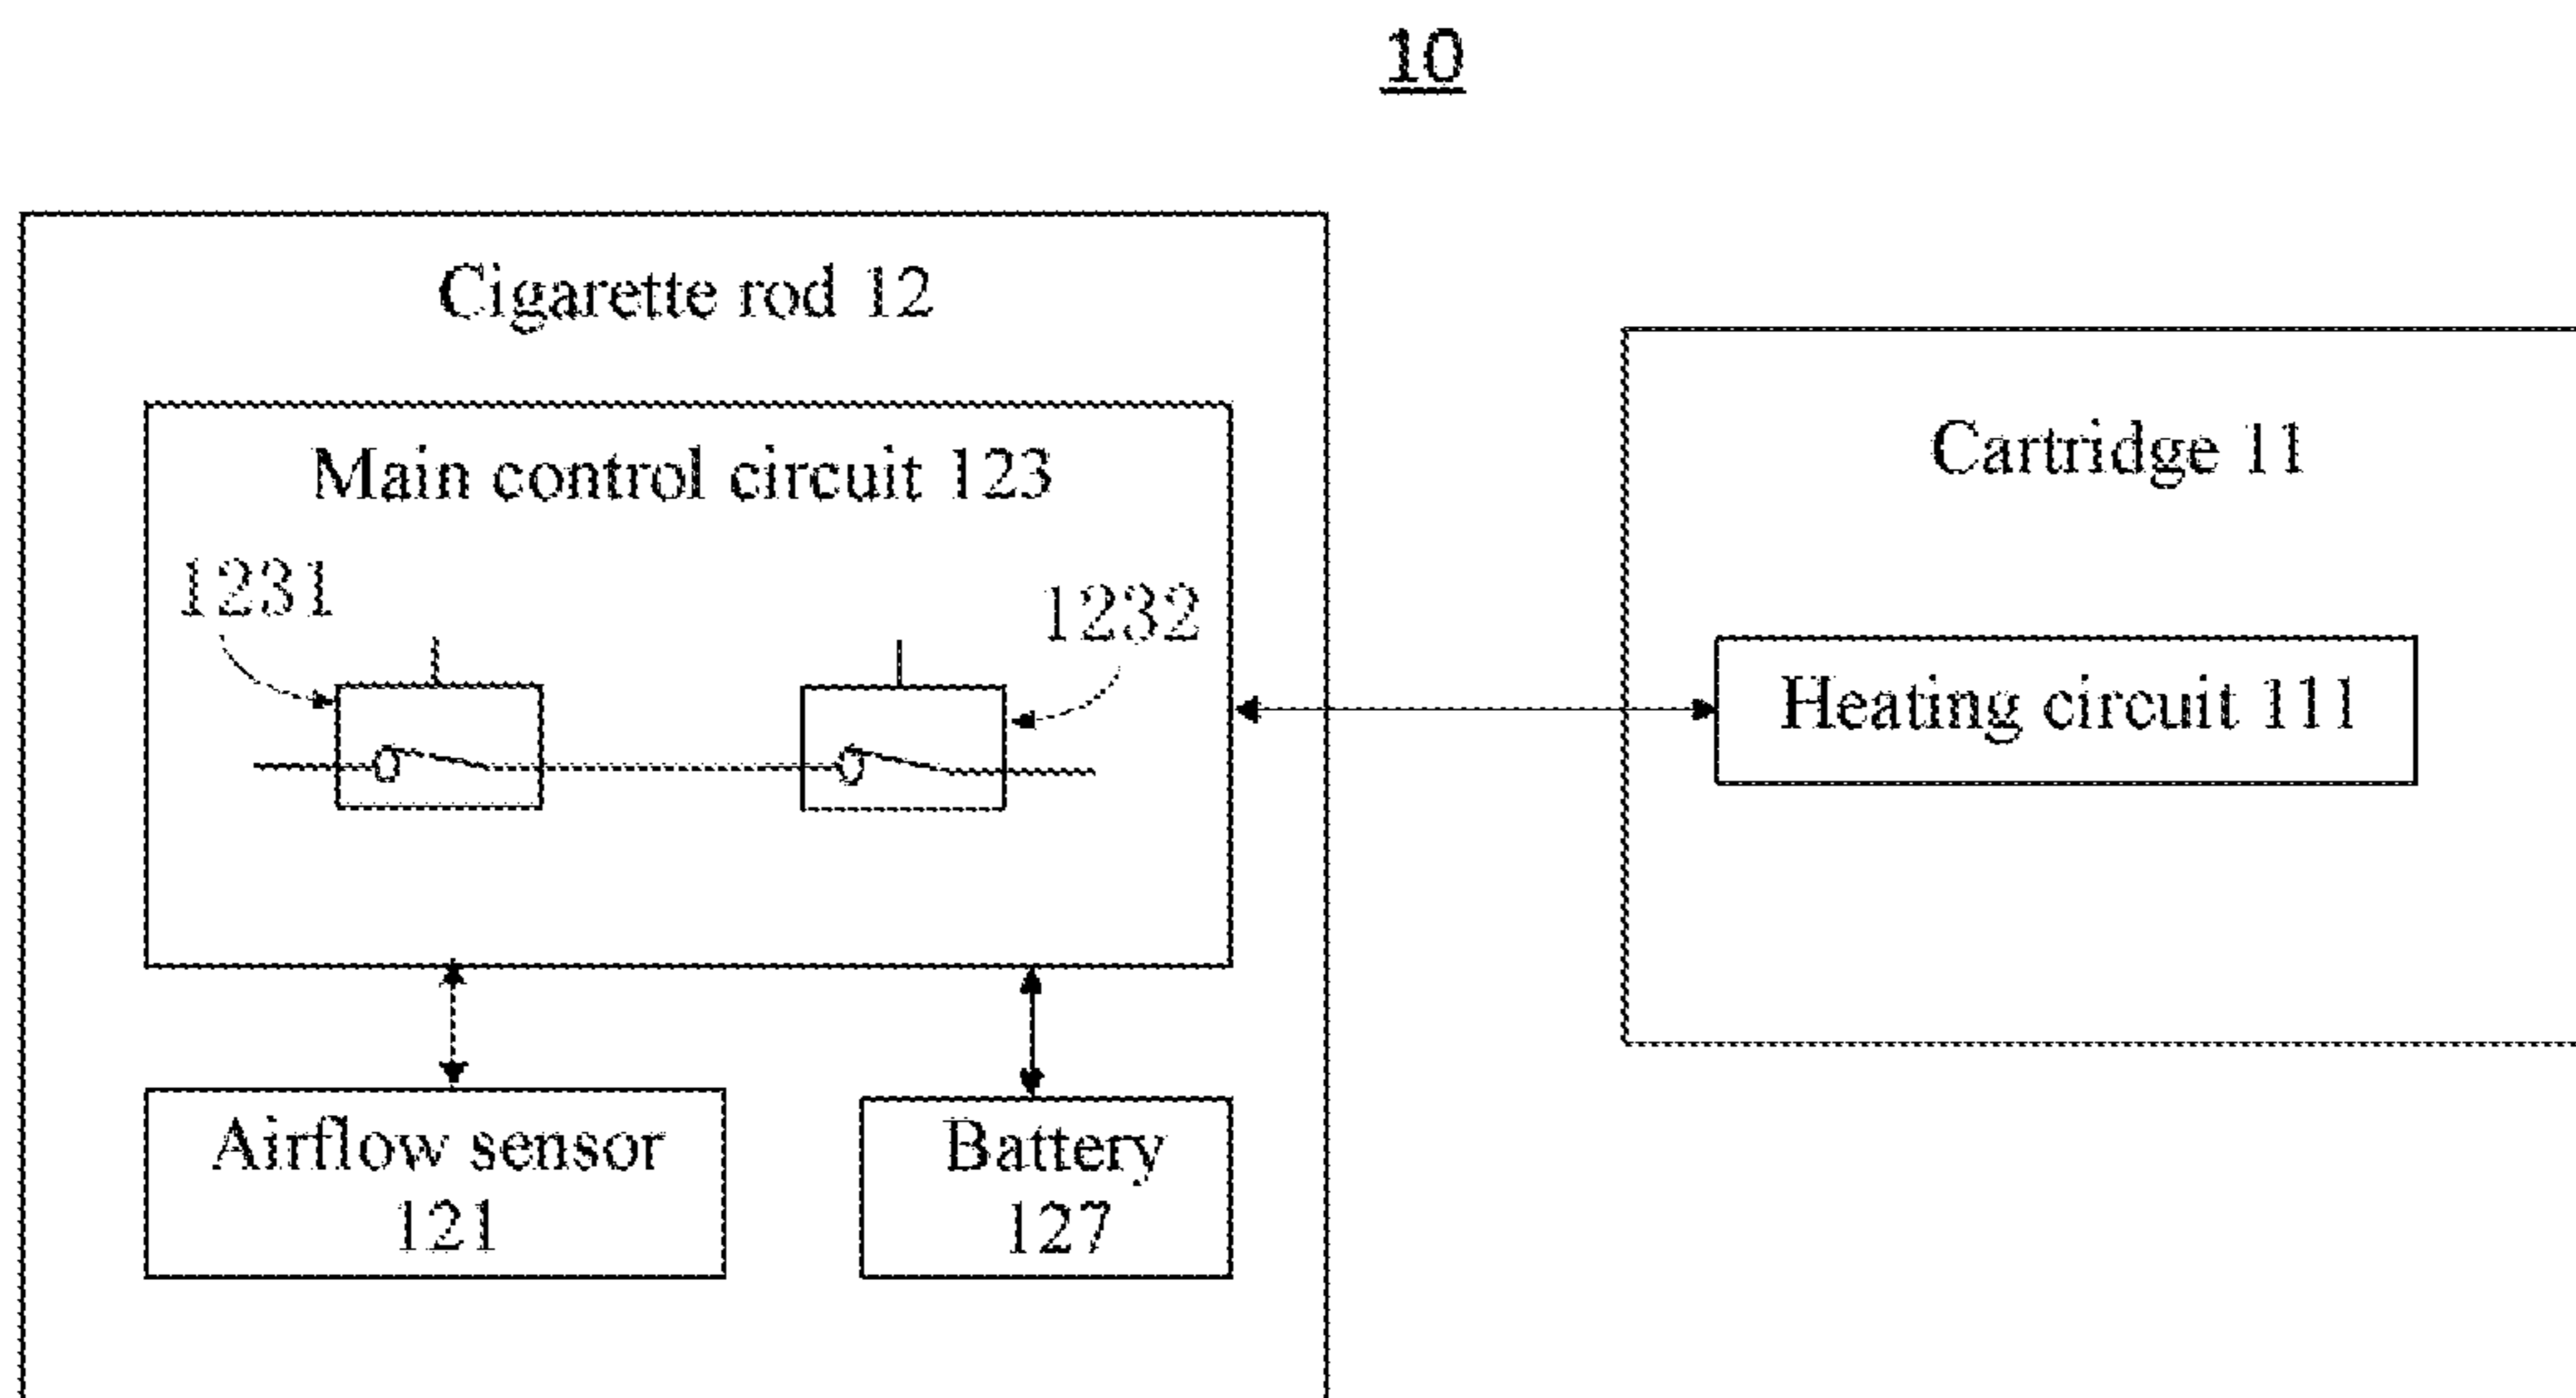 10
Cigarette rod 12
Main control circuit 123
1231
1232
Airflow sensor
121
Battery
127
Cartridge 11
Heating circuit 111